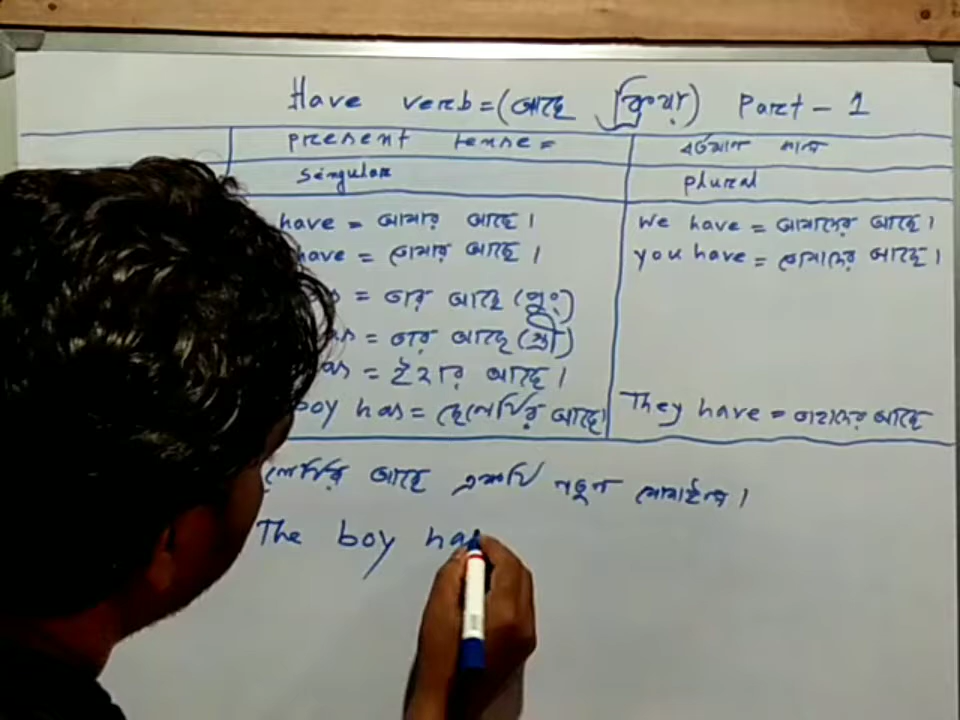 Have verb = (আছে ক্রিয়া) Part - 1
present tense = বর্তমান কাল
singular plural
have = আমার আছে। We have = আমাদের আছে।
have = তোমার আছে। you have = তোমাদের আছে।
= তার আছে (পুং)
as = তার আছে (স্ত্রী)
as = ইহার আছে।
boy has = ছেলেটির আছে। They have = তাহাদের আছে
লেটির আছে একটি নতুন মোবাইল।
The boy ha